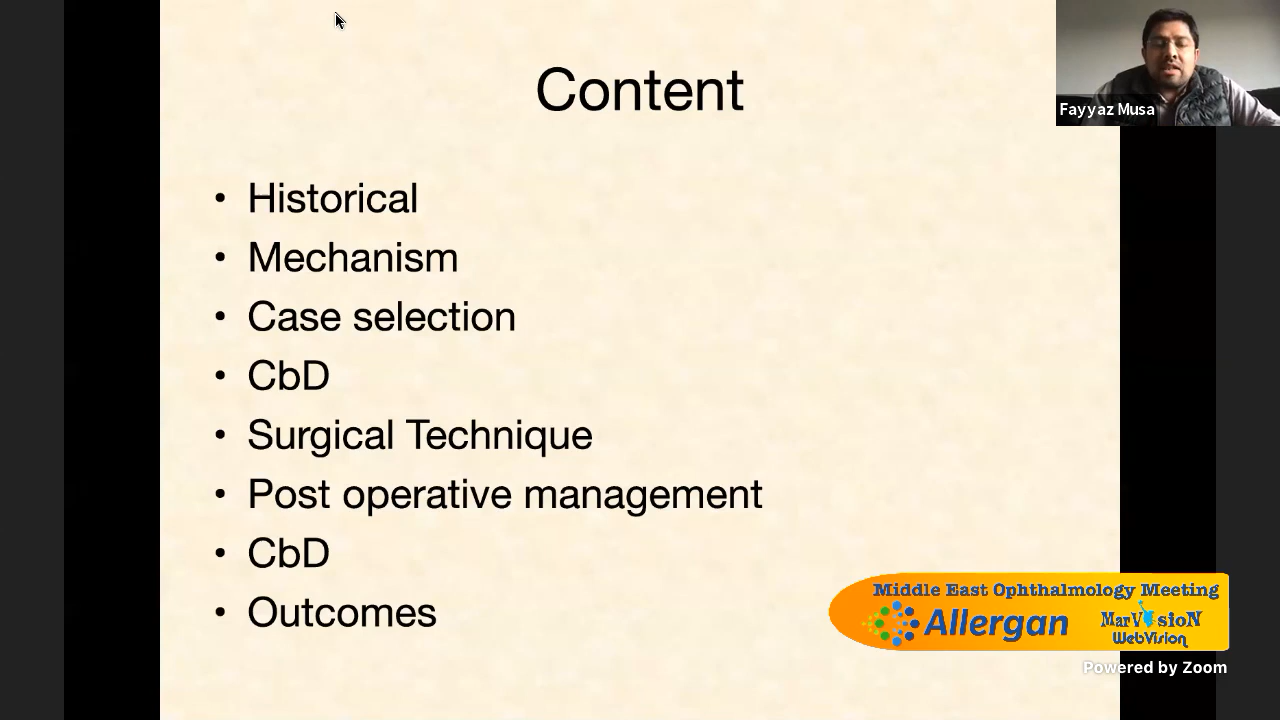 Content
Fayyaz Musa
• Historical
• Mechanism
• Case selection
• CbD
• Surgical Technique
• Post operative management
• CbD
• Outcomes
Middle East Ophthalmology Meeting
Allergan
MarVisioN
WebVision
Powered by Zoom